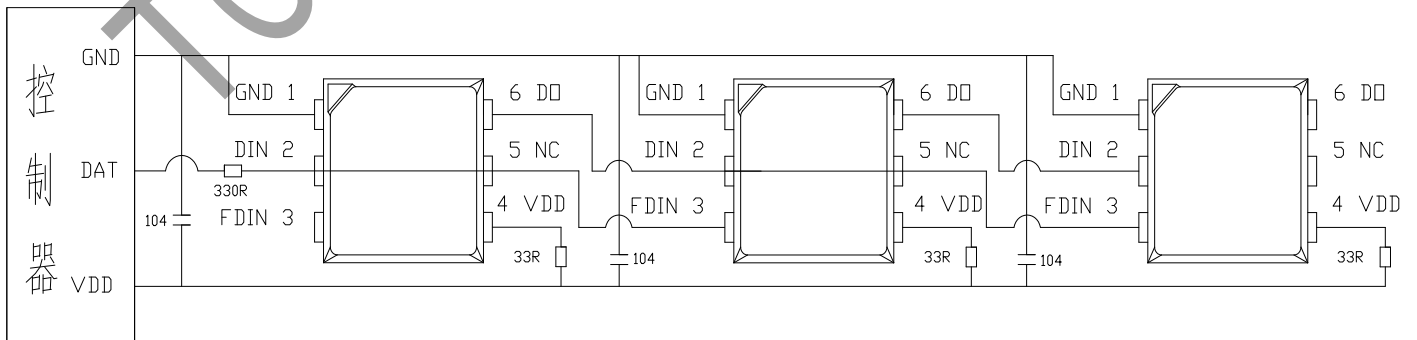 控制器
GND
DAT
VDD
330R
104
GND 1
DIN 2
FDIN 3
6 DO
5 NC
4 VDD
33R
104
GND 1
DIN 2
FDIN 3
6 DO
5 NC
4 VDD
33R
104
GND 1
DIN 2
FDIN 3
6 DO
5 NC
4 VDD
33R